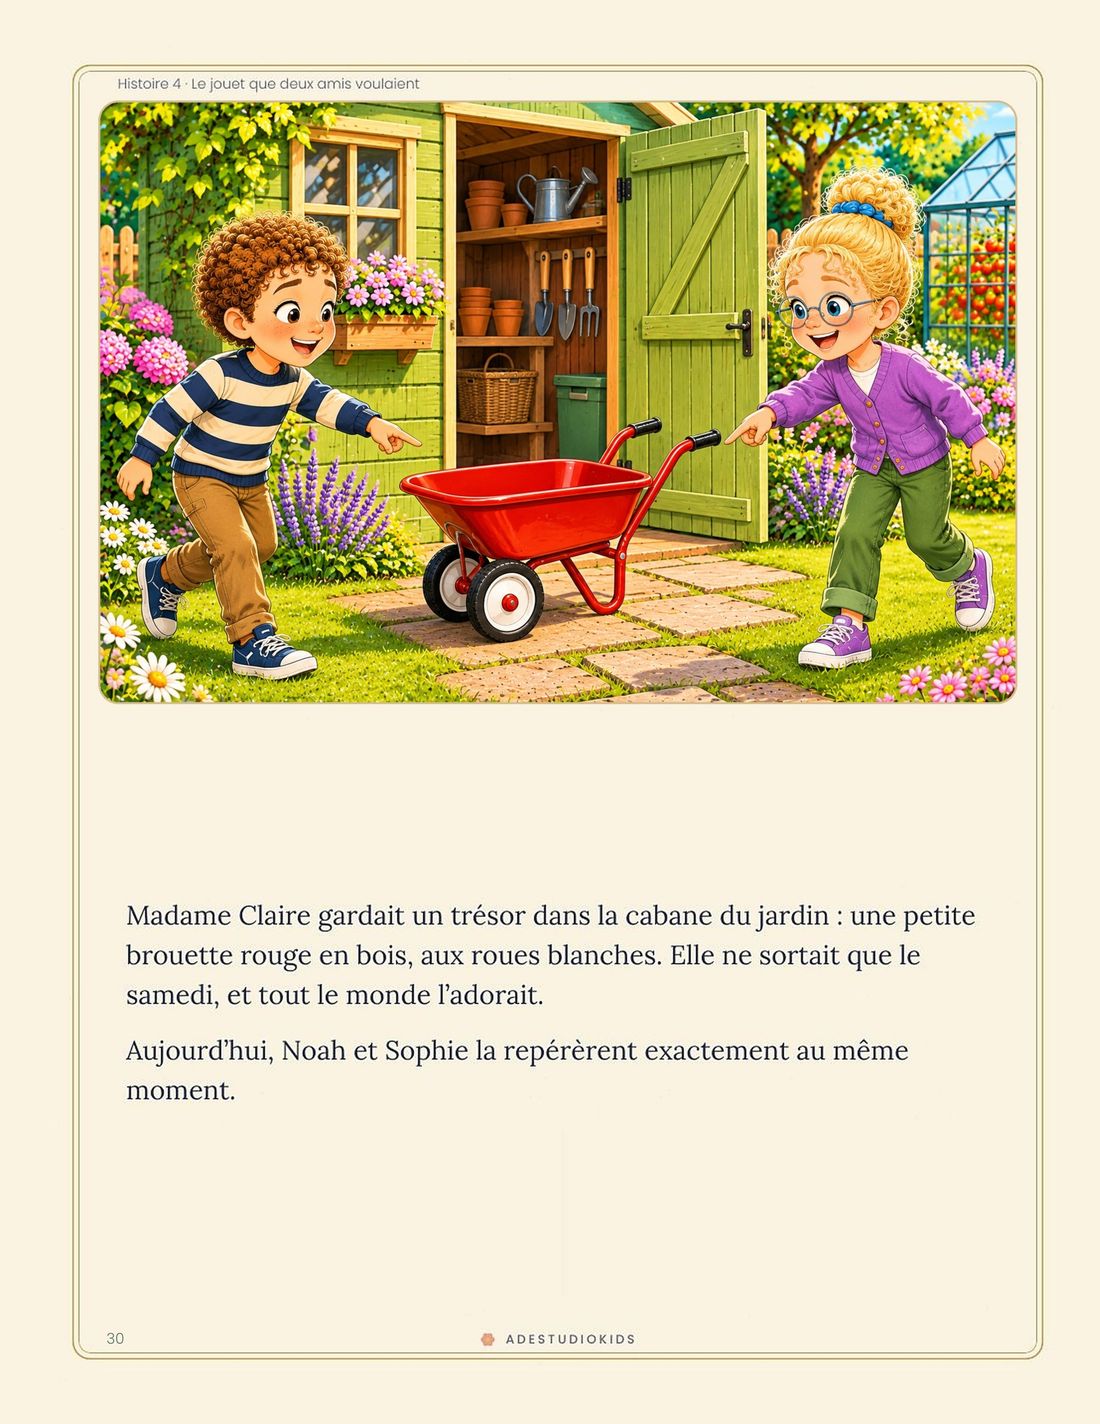 Histoire 4 · Le jouet que deux amis voulaient
Madame Claire gardait un trésor dans la cabane du jardin : une petite
brouette rouge en bois, aux roues blanches. Elle ne sortait que le
samedi, et tout le monde l’adorait.
Aujourd’hui, Noah et Sophie la repérèrent exactement au même
moment.
30
ADESTUDIOKIDS